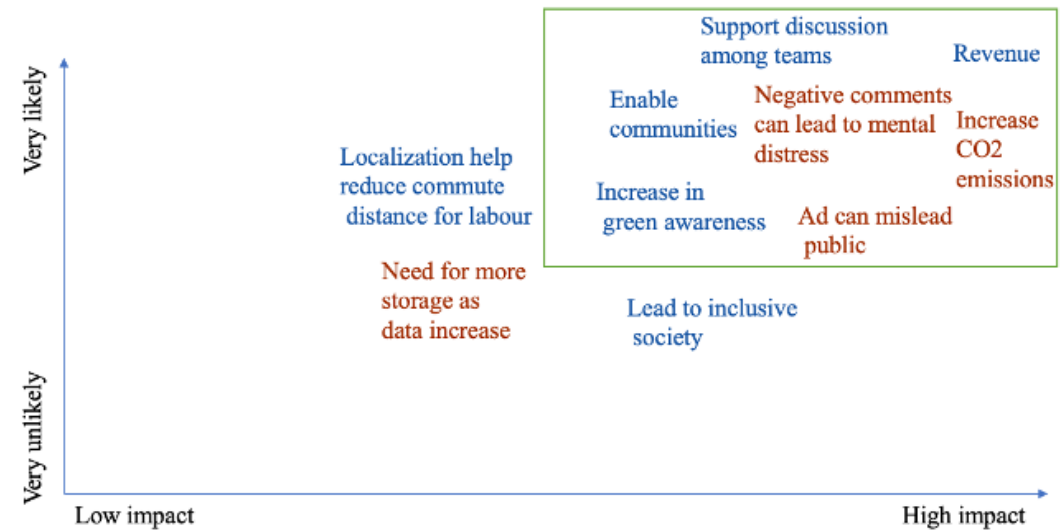 Support discussion
among teams
Revenue
Enable
communities
Negative comments
can lead to mental
distress
Increase
CO2
emissions
Localization help
reduce commute
distance for labour
Increase in
green awareness
Ad can mislead
public
Need for more
storage as
data increase
Lead to inclusive
society
Very likely
Very unlikely
Low impact
High impact